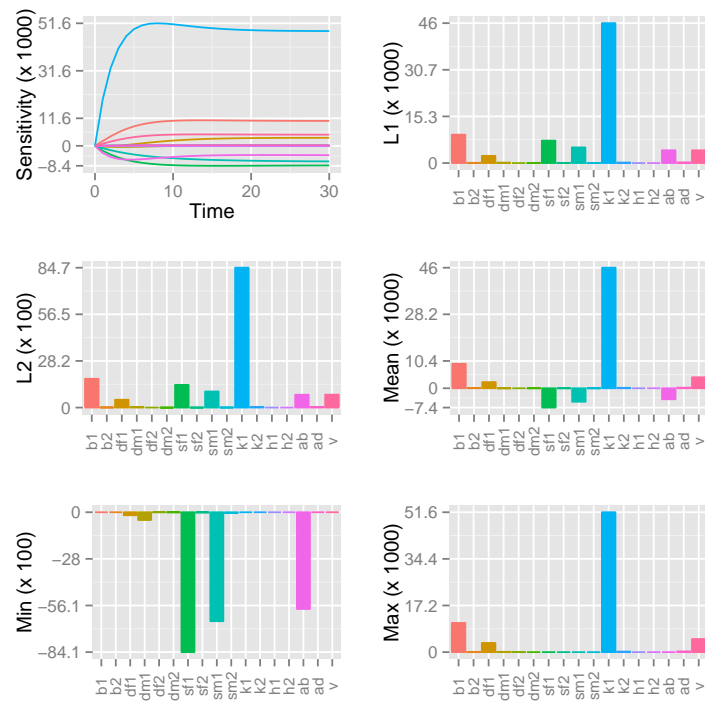 Sensitivity (x 1000)
51.6
31.6
11.6
0
−8.4
0
10
20
30
Time
L1 (x 1000)
46
30.7
15.3
0
b1
b2
df1
dm1
df2
dm2
sf1
sf2
sm1
sm2
k1
k2
h1
h2
ab
ad
v
L2 (x 100)
84.7
56.5
28.2
0
b1
b2
df1
dm1
df2
dm2
sf1
sf2
sm1
sm2
k1
k2
h1
h2
ab
ad
v
Mean (x 1000)
46
28.2
10.4
0
−7.4
b1
b2
df1
dm1
df2
dm2
sf1
sf2
sm1
sm2
k1
k2
h1
h2
ab
ad
v
Min (x 100)
0
−28
−56.1
−84.1
b1
b2
df1
dm1
df2
dm2
sf1
sf2
sm1
sm2
k1
k2
h1
h2
ab
ad
v
Max (x 1000)
51.6
34.4
17.2
0
b1
b2
df1
dm1
df2
dm2
sf1
sf2
sm1
sm2
k1
k2
h1
h2
ab
ad
v